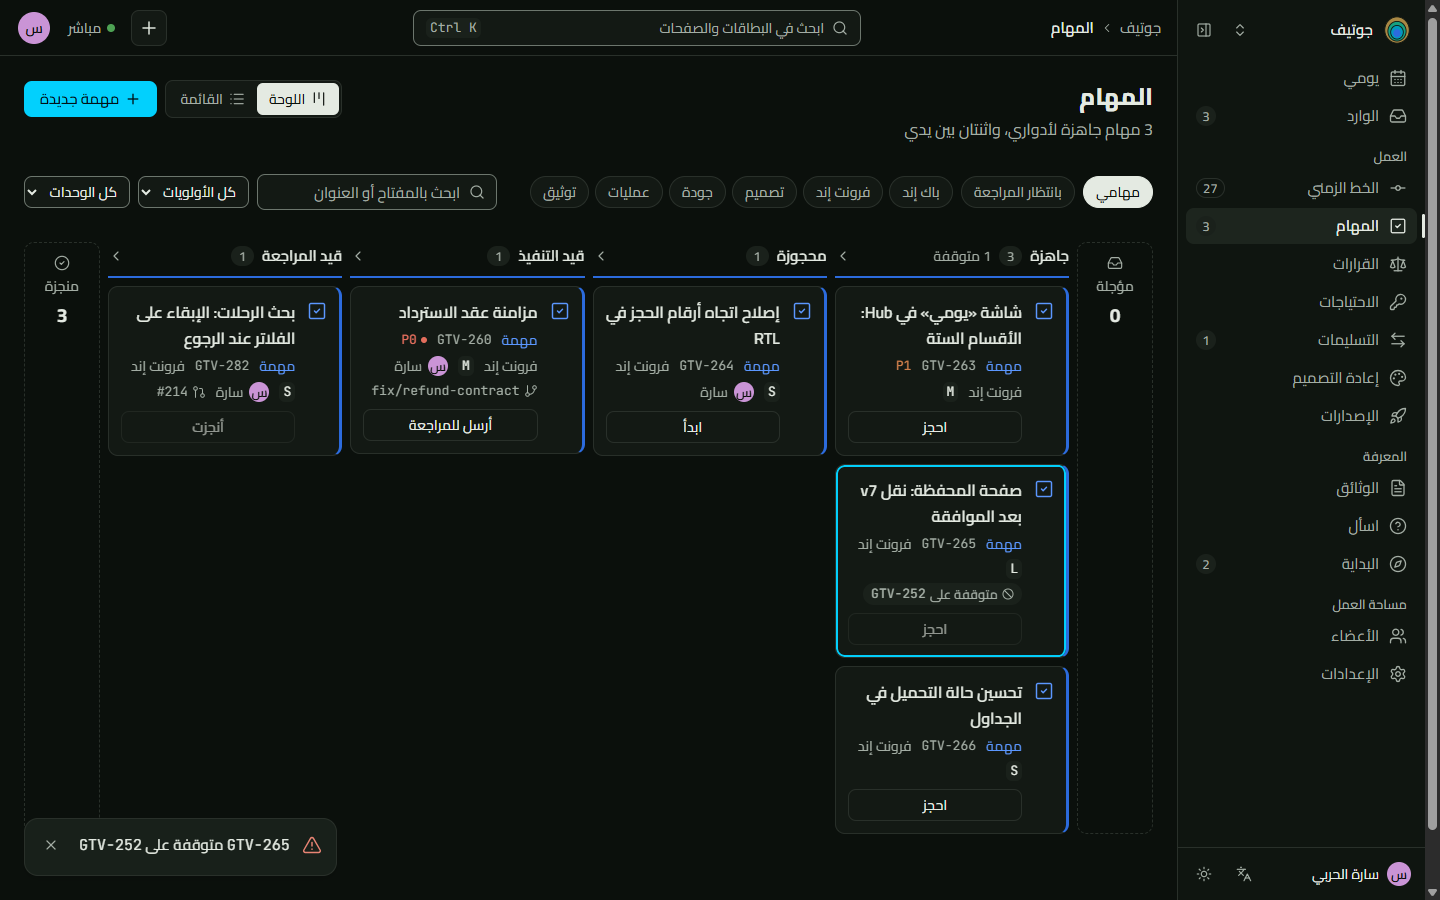 جوتيف
يومي
الوارد 3
العمل
الخط الزمني 27
المهام 3
القرارات
الاحتياجات
التسليمات 1
إعادة التصميم
الإصدارات
المعرفة
الوثائق
اسأل
البداية 2
مساحة العمل
الأعضاء
الإعدادات
س سارة الحربي
جوتيف المهام
ابحث في البطاقات والصفحات Ctrl K
مباشر
س
المهام
3 مهام جاهزة لأدواري، واثنتان بين يدي
اللوحة القائمة
مهمة جديدة
مهامي بانتظار المراجعة باك إند فرونت إند تصميم جودة عمليات توثيق
ابحث بالمفتاح أو العنوان
كل الأولويات
كل الوحدات
مؤجلة
0
جاهزة 3 1 متوقفة
شاشة «يومي» في Hub:
الأقسام الستة
مهمة GTV-263 P1
فرونت إند M
احجز
صفحة المحفظة: نقل v7
بعد الموافقة
مهمة GTV-265 فرونت إند
L
متوقفة على GTV-252
احجز
تحسين حالة التحميل في
الجداول
مهمة GTV-266 فرونت إند
S
احجز
محجوزة 1
إصلاح اتجاه أرقام الحجز في
RTL
مهمة GTV-264 فرونت إند
S س سارة
ابدأ
قيد التنفيذ 1
مزامنة عقد الاسترداد
مهمة GTV-260 P0
فرونت إند M س سارة
fix/refund-contract
أرسل للمراجعة
قيد المراجعة 1
بحث الرحلات: الإبقاء على
الفلاتر عند الرجوع
مهمة GTV-282 فرونت إند
S س سارة #214
أنجزت
منجزة
3
GTV-265 متوقفة على GTV-252